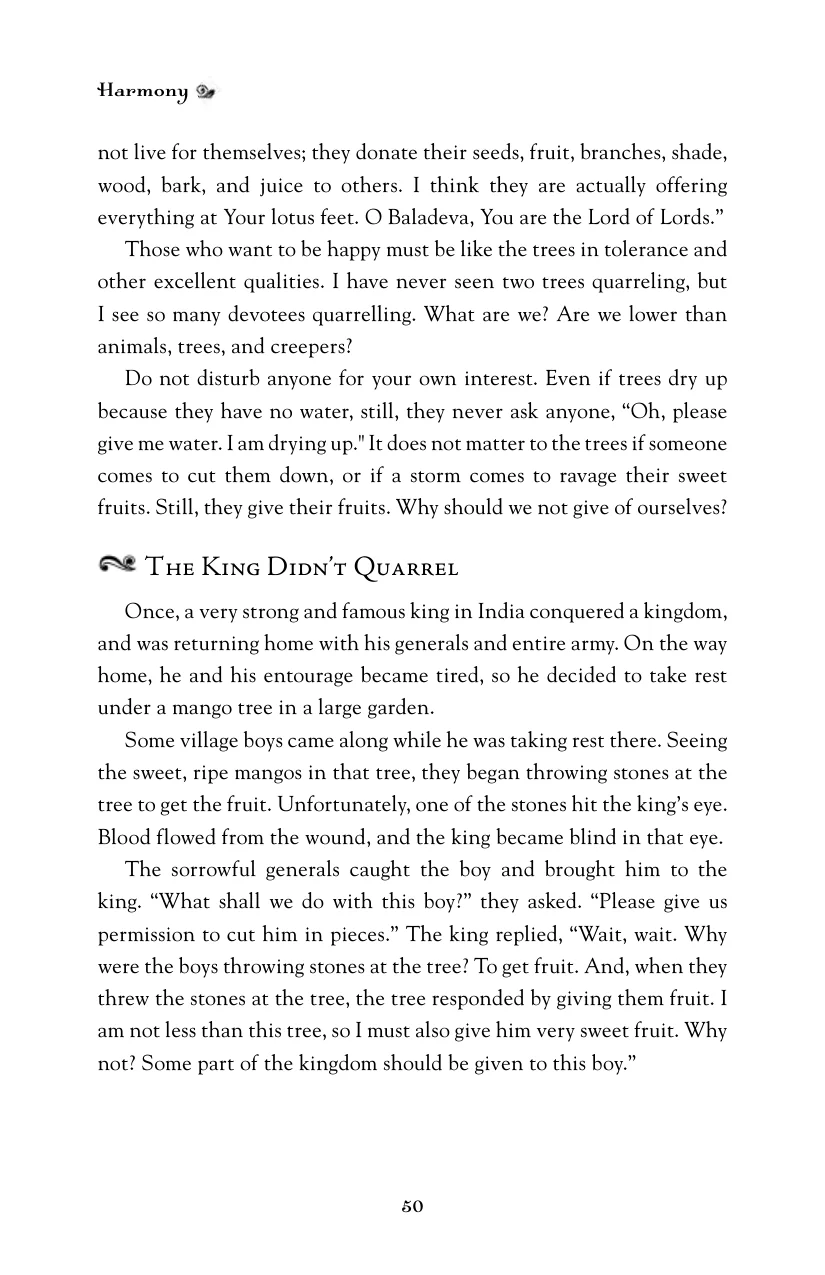 Harmony
not live for themselves; they donate their seeds, fruit, branches, shade,
wood, bark, and juice to others. I think they are actually offering
everything at Your lotus feet. O Baladeva, You are the Lord of Lords.”
Those who want to be happy must be like the trees in tolerance and
other excellent qualities. I have never seen two trees quarreling, but
I see so many devotees quarrelling. What are we? Are we lower than
animals, trees, and creepers?
Do not disturb anyone for your own interest. Even if trees dry up
because they have no water, still, they never ask anyone, “Oh, please
give me water. I am drying up." It does not matter to the trees if someone
comes to cut them down, or if a storm comes to ravage their sweet
fruits. Still, they give their fruits. Why should we not give of ourselves?
The King Didn’t Quarrel
Once, a very strong and famous king in India conquered a kingdom,
and was returning home with his generals and entire army. On the way
home, he and his entourage became tired, so he decided to take rest
under a mango tree in a large garden.
Some village boys came along while he was taking rest there. Seeing
the sweet, ripe mangos in that tree, they began throwing stones at the
tree to get the fruit. Unfortunately, one of the stones hit the king’s eye.
Blood flowed from the wound, and the king became blind in that eye.
The sorrowful generals caught the boy and brought him to the
king. “What shall we do with this boy?” they asked. “Please give us
permission to cut him in pieces.” The king replied, “Wait, wait. Why
were the boys throwing stones at the tree? To get fruit. And, when they
threw the stones at the tree, the tree responded by giving them fruit. I
am not less than this tree, so I must also give him very sweet fruit. Why
not? Some part of the kingdom should be given to this boy.”
50